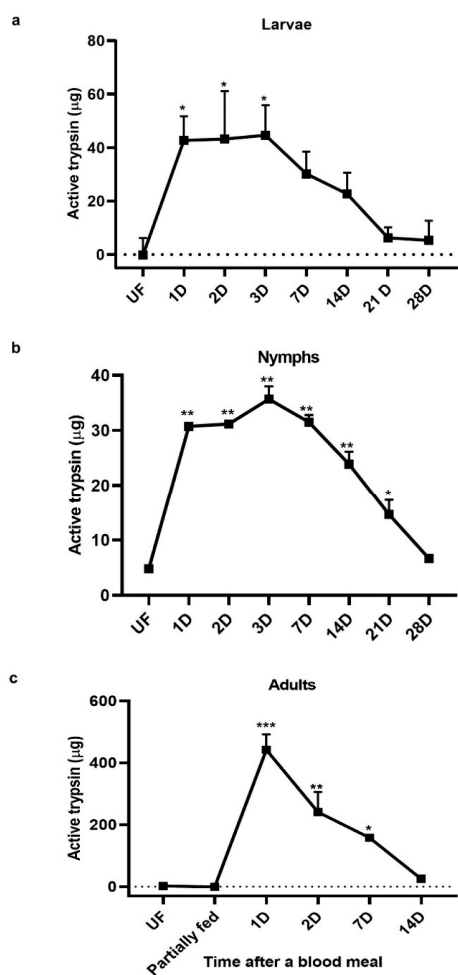 a
Larvae
Active trypsin (µg)
80
60
40
20
0
* * *
UF 1D 2D 3D 7D 14D 21 D 28D
b
Nymphs
Active trypsin (µg)
40
30
20
10
0
** ** ** ** ** *
UF 1D 2D 3D 7D 14D 21D 28D
c
Adults
Active trypsin (µg)
600
400
200
0
*** ** *
UF Partially fed 1D 2D 7D 14D
Time after a blood meal